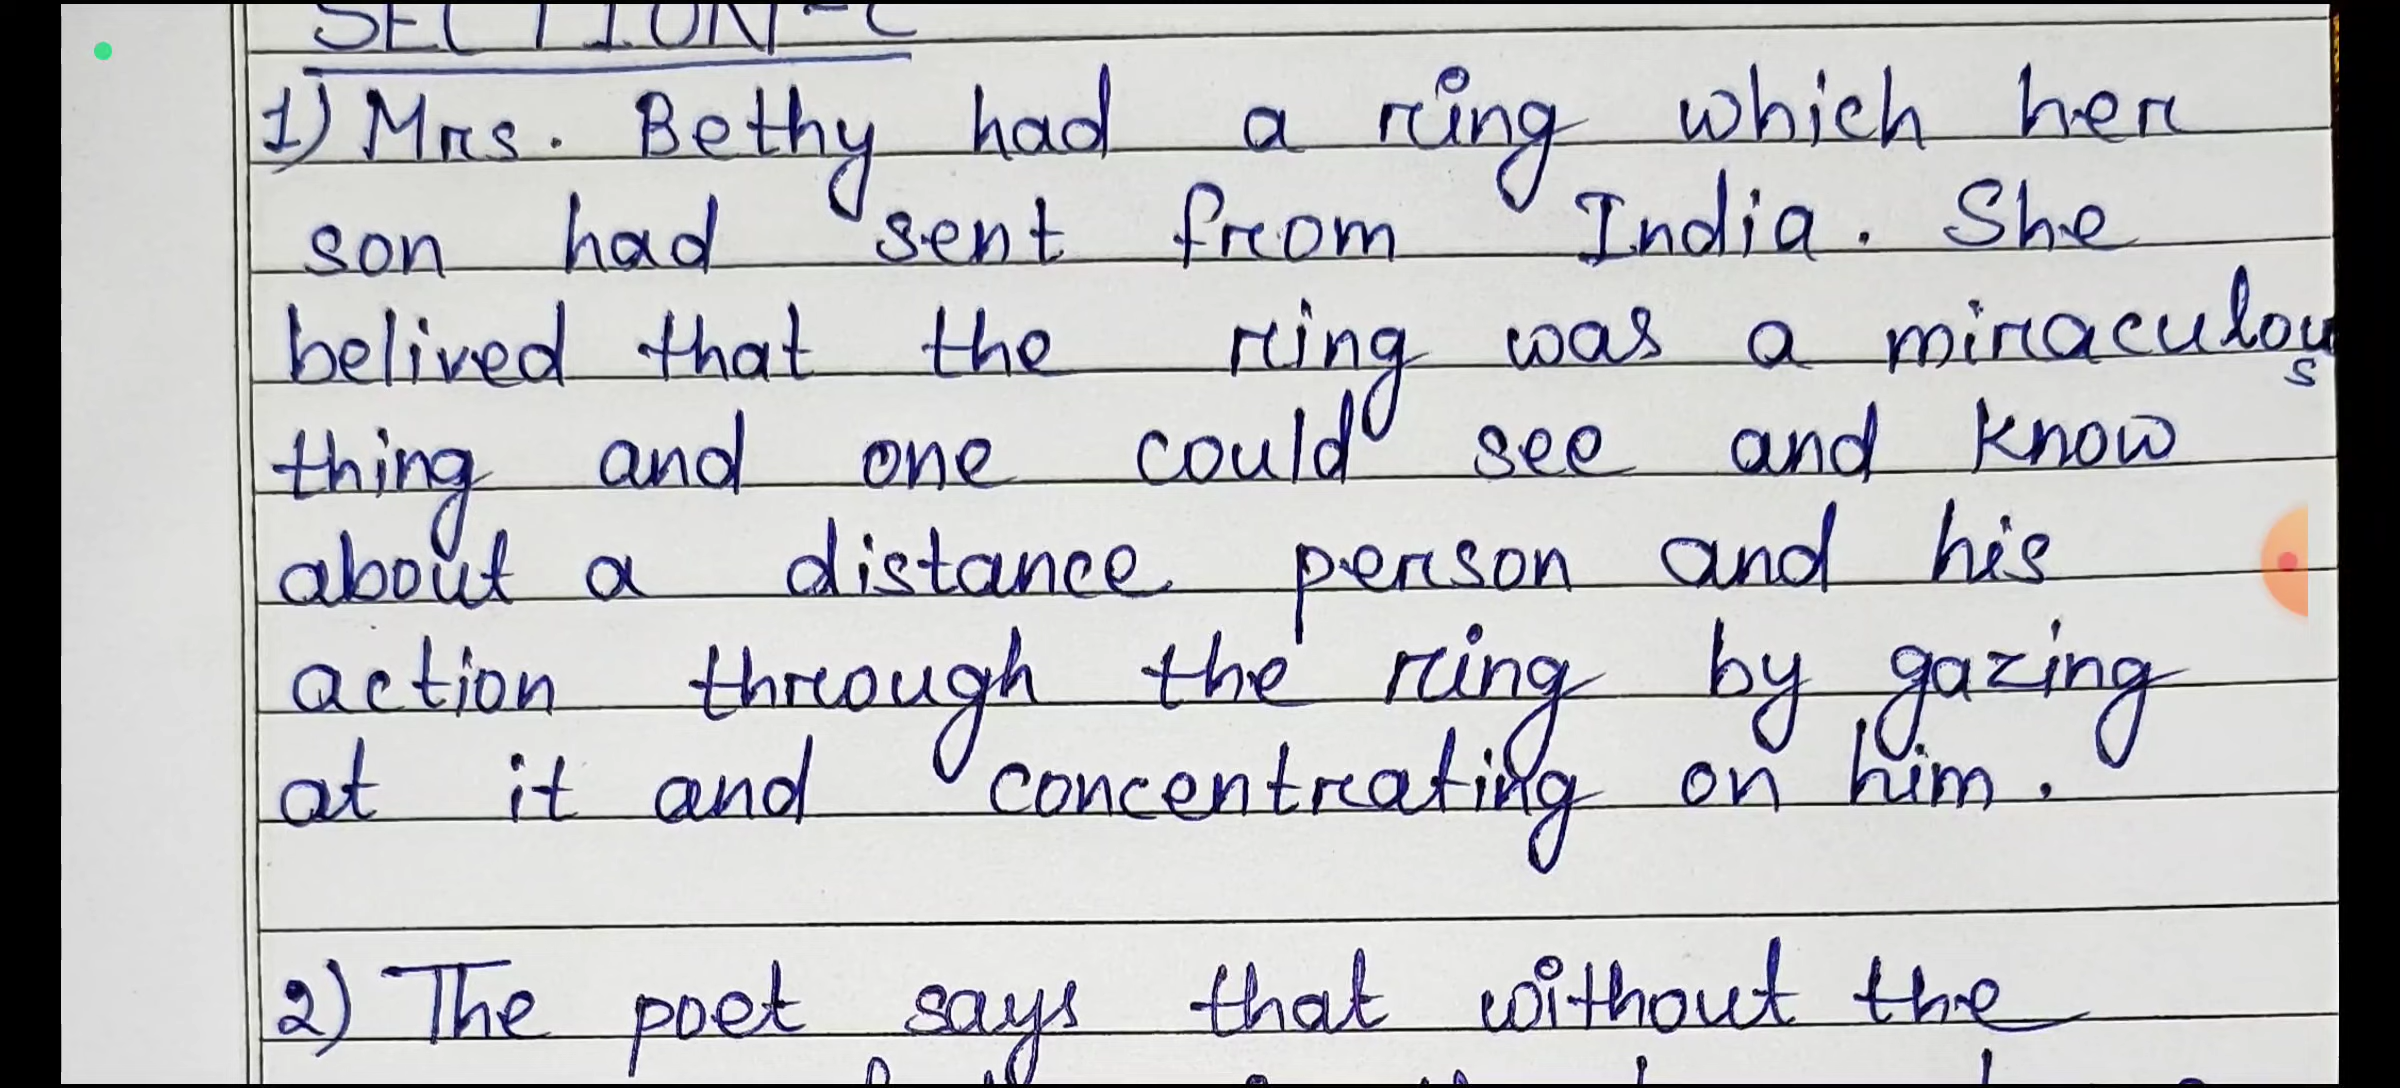 SECTION-C
1) Mrs. Bethy had a ring which her
son had sent from India. She
belived that the ring was a miraculous
thing and one could see and know
about a distance person and his
action through the ring by gazing
at it and concentrating on him.
2) The poet says that without the